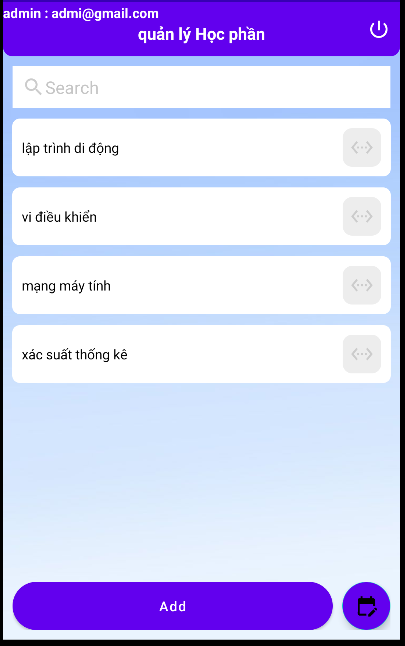 admin : admi@gmail.com
quản lý Học phần
Search
lập trình di động
vi điều khiển
mạng máy tính
xác suất thống kê
Add